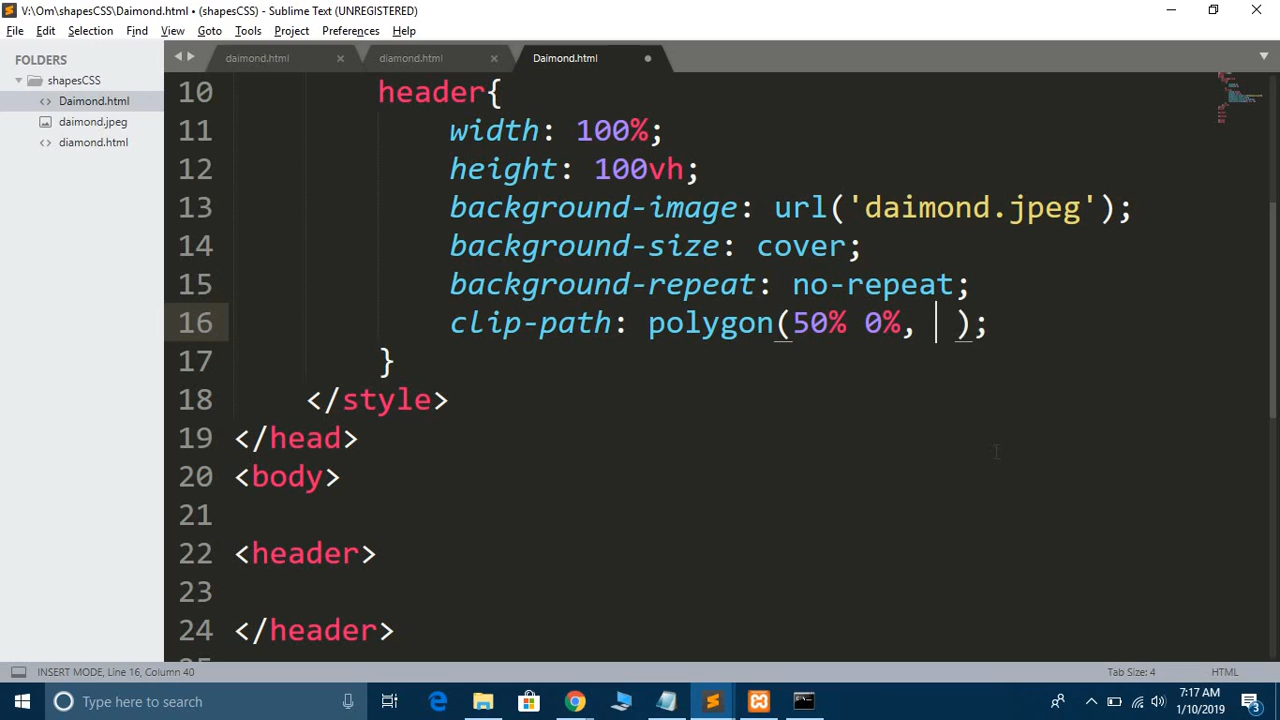 V:\Om\shapesCSS\Daimond.html • (shapesCSS) - Sublime Text (UNREGISTERED)
File Edit Selection Find View Goto Tools Project Preferences Help
FOLDERS
shapesCSS
<> Daimond.html
daimond.jpeg
<> diamond.html
daimond.html × diamond.html × Daimond.html •
10 header{
11 width: 100%;
12 height: 100vh;
13 background-image: url('daimond.jpeg');
14 background-size: cover;
15 background-repeat: no-repeat;
16 clip-path: polygon(50% 0%, );
17 }
18 </style>
19 </head>
20 <body>
21
22 <header>
23
24 </header>
INSERT MODE, Line 16, Column 40
Tab Size: 4
HTML
Type here to search
7:17 AM
1/10/2019
3